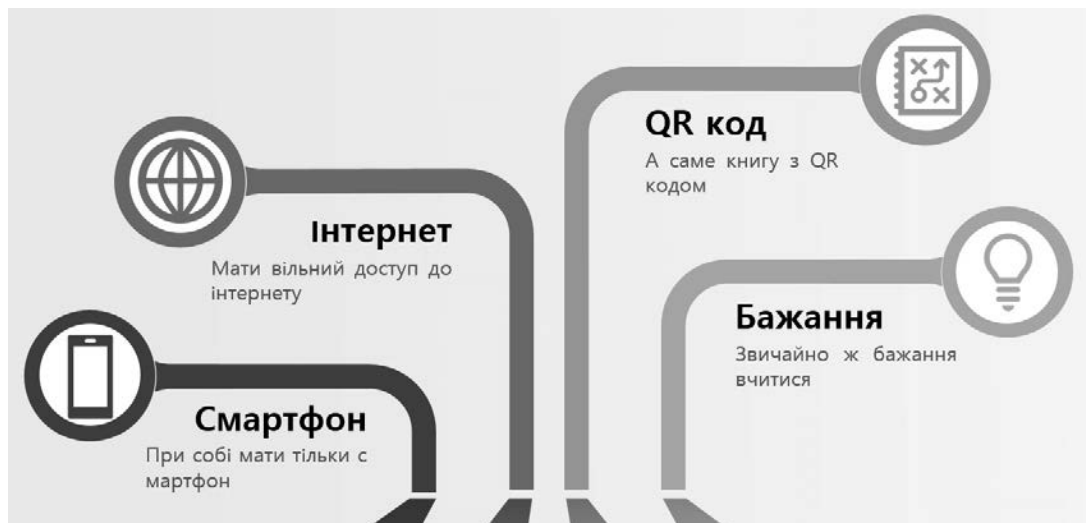 QR код
А саме книгу з QR
кодом
Інтернет
Мати вільний доступ до
інтернету
Бажання
Звичайно ж бажання
вчитися
Смартфон
При собі мати тільки с
мартфон